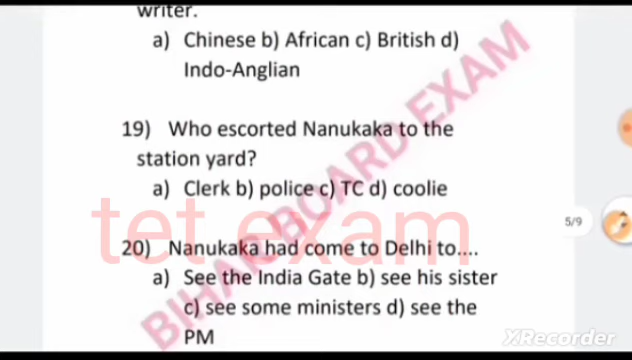 writer.
a) Chinese b) African c) British d)
Indo-Anglian
19) Who escorted Nanukaka to the
station yard?
a) Clerk b) police c) TC d) coolie
20) Nanukaka had come to Delhi to....
a) See the India Gate b) see his sister
c) see some ministers d) see the
PM
BIHAR BOARD EXAM
tet exam
5/9
XRecorder